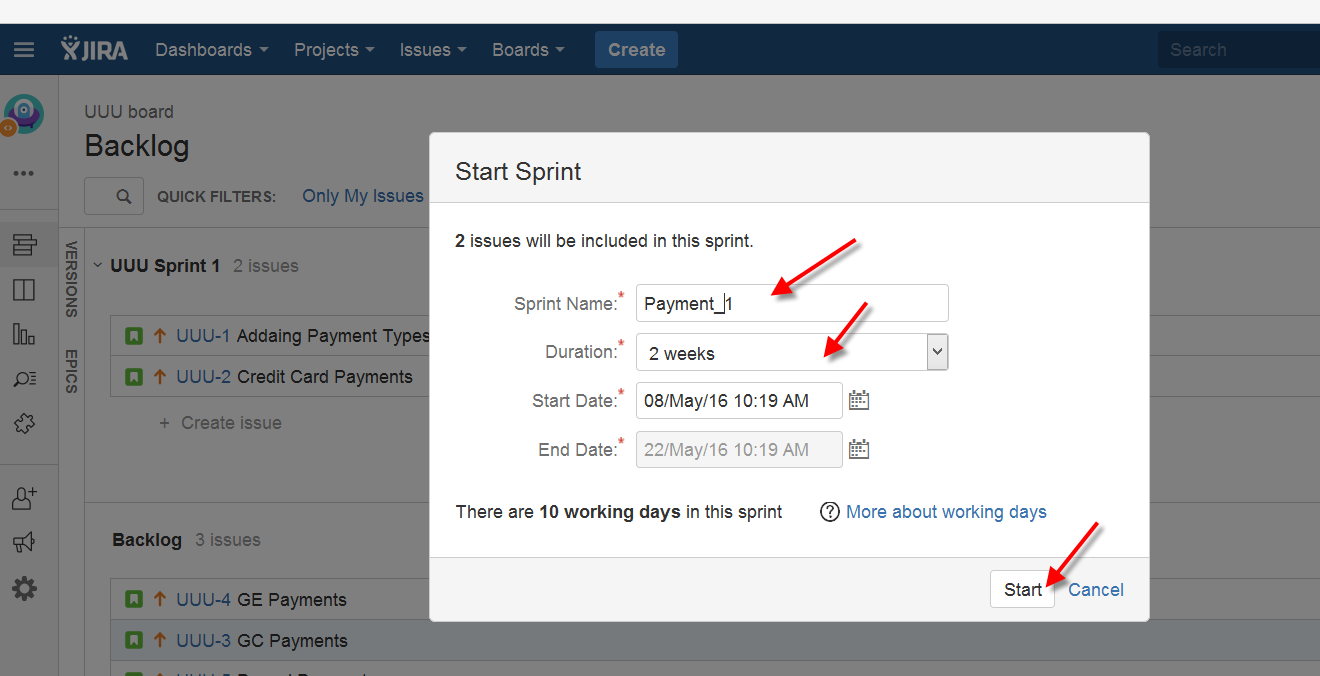 JIRA Dashboards Projects Issues Boards Create Search
UUU board
Backlog
QUICK FILTERS: Only My Issues
VERSIONS
EPICS
UUU Sprint 1 2 issues
UUU-1 Addaing Payment Types
UUU-2 Credit Card Payments
+ Create issue
Backlog 3 issues
UUU-4 GE Payments
UUU-3 GC Payments
Start Sprint
2 issues will be included in this sprint.
Sprint Name:* Payment_1
Duration:* 2 weeks
Start Date:* 08/May/16 10:19 AM
End Date:* 22/May/16 10:19 AM
There are 10 working days in this sprint ? More about working days
Start Cancel